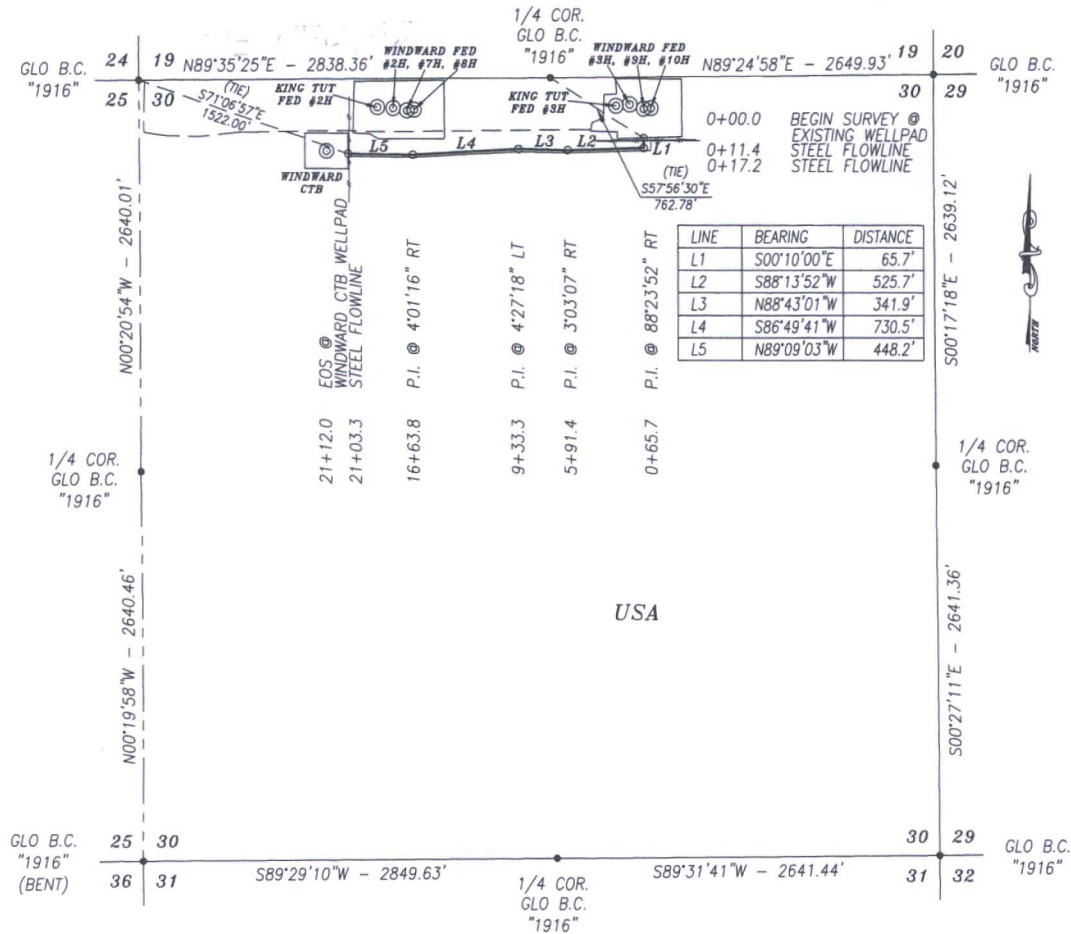 1/4 COR.
GLO B.C.
"1916"
24 19 N89°35'25"E - 2838.36'
WINDWARD FED
#2H, #7H, #8H
WINDWARD FED
#3H, #9H, #10H
N89°24'58"E - 2649.93'
19 20
GLO B.C.
"1916"
GLO B.C.
"1916"
25 30
30 29
(TIE)
S71°06'57"E
1522.00'
KING TUT
FED #2H
KING TUT
FED #3H
0+00.0 BEGIN SURVEY @
EXISTING WELLPAD
0+11.4 STEEL FLOWLINE
0+17.2 STEEL FLOWLINE
WINDWARD
CTB
L5 L4 L3 L2 L1
(TIE)
S57°56'30"E
762.78'
LINE BEARING DISTANCE
L1 S00°10'00"E 65.7'
L2 S88°13'52"W 525.7'
L3 N88°43'01"W 341.9'
L4 S86°49'41"W 730.5'
L5 N89°09'03"W 448.2'
N00°20'54"W - 2640.01'
21+12.0 EOS @
WINDWARD CTB WELLPAD
21+03.3 STEEL FLOWLINE
16+63.8 P.I. @ 4°01'16" RT
9+33.3 P.I. @ 4°27'18" LT
5+91.4 P.I. @ 3°03'07" RT
0+65.7 P.I. @ 88°23'52" RT
S00°17'18"E - 2639.12'
NORTH
1/4 COR.
GLO B.C.
"1916"
1/4 COR.
GLO B.C.
"1916"
N00°19'58"W - 2640.46'
USA
S00°27'11"E - 2641.36'
GLO B.C.
"1916"
(BENT)
25 30
36 31
S89°29'10"W - 2849.63'
1/4 COR.
GLO B.C.
"1916"
S89°31'41"W - 2641.44'
30 29
31 32
GLO B.C.
"1916"